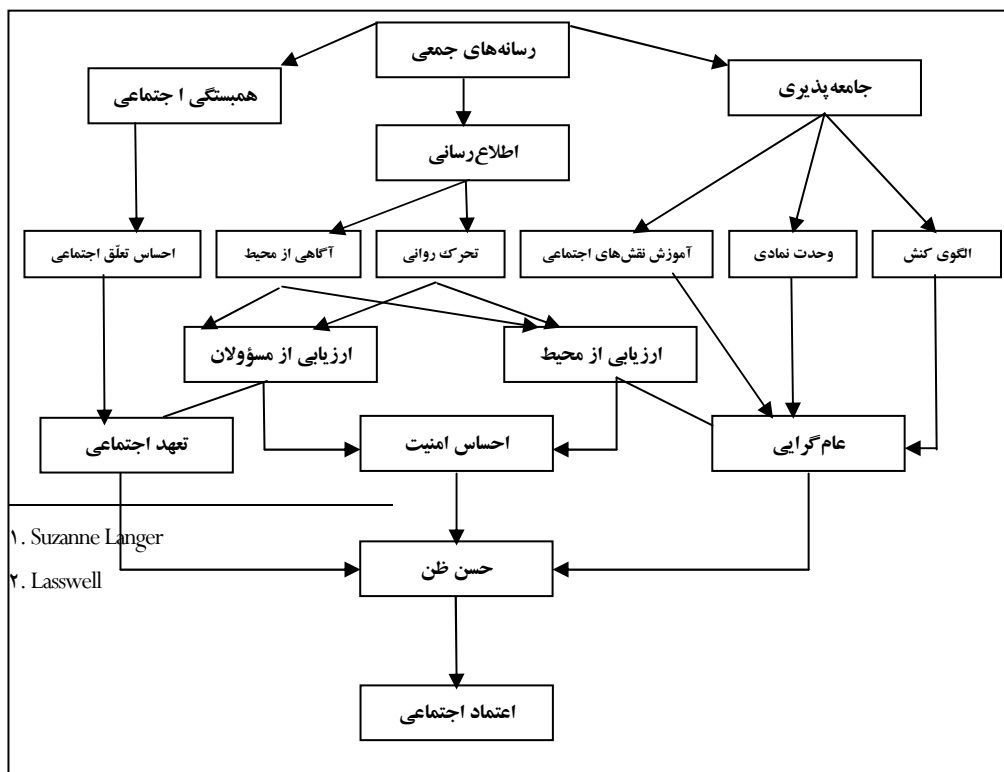 رسانه‌های جمعی
جامعه‌پذیری
همبستگی ا جتماعی
اطلاع‌رسانی
الگوی کنش
وحدت نمادی
آموزش نقش‌های اجتماعی
تحرک روانی
آگاهی از محیط
احساس تعلّق اجتماعی
ارزیابی از محیط
ارزیابی از مسؤولان
عام‌گرایی
احساس امنیت
تعهد اجتماعی
۱. Suzanne Langer
حسن ظن
۲. Lasswell
اعتماد اجتماعی